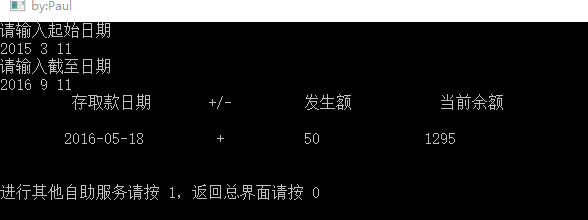 by:Paul
请输入起始日期
2015 3 11
请输入截至日期
2016 9 11
存取款日期 +/- 发生额 当前余额
2016-05-18 + 50 1295
进行其他自助服务请按 1, 返回总界面请按 0